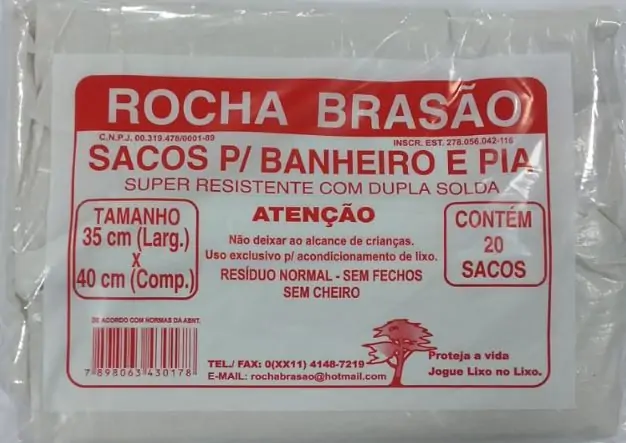 ROCHA BRASÃO
C.N.P.J. 00.319.478/0001-89
INSCR. EST. 278.056.042-116
SACOS P/ BANHEIRO E PIA
SUPER RESISTENTE COM DUPLA SOLDA
TAMANHO
35 cm (Larg.)
x
40 cm (Comp.)
ATENÇÃO
Não deixar ao alcance de crianças.
Uso exclusivo p/ acondicionamento de lixo.
RESÍDUO NORMAL - SEM FECHOS
SEM CHEIRO
CONTÉM
20
SACOS
DE ACORDO COM NORMAS DA ABNT.
7 898063 430178
TEL./ FAX: 0(XX11) 4148-7219
E-MAIL: rochabrasao@hotmail.com
Proteja a vida
Jogue Lixo no Lixo.